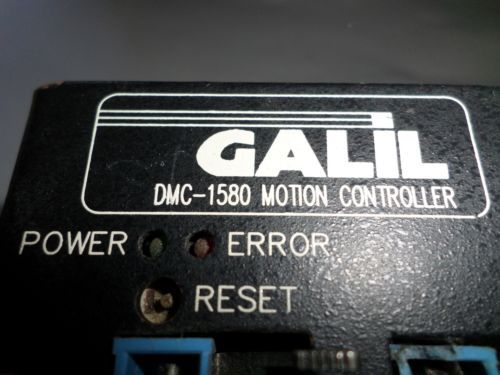 GALIL
DMC-1580 MOTION CONTROLLER
POWER ERROR
RESET